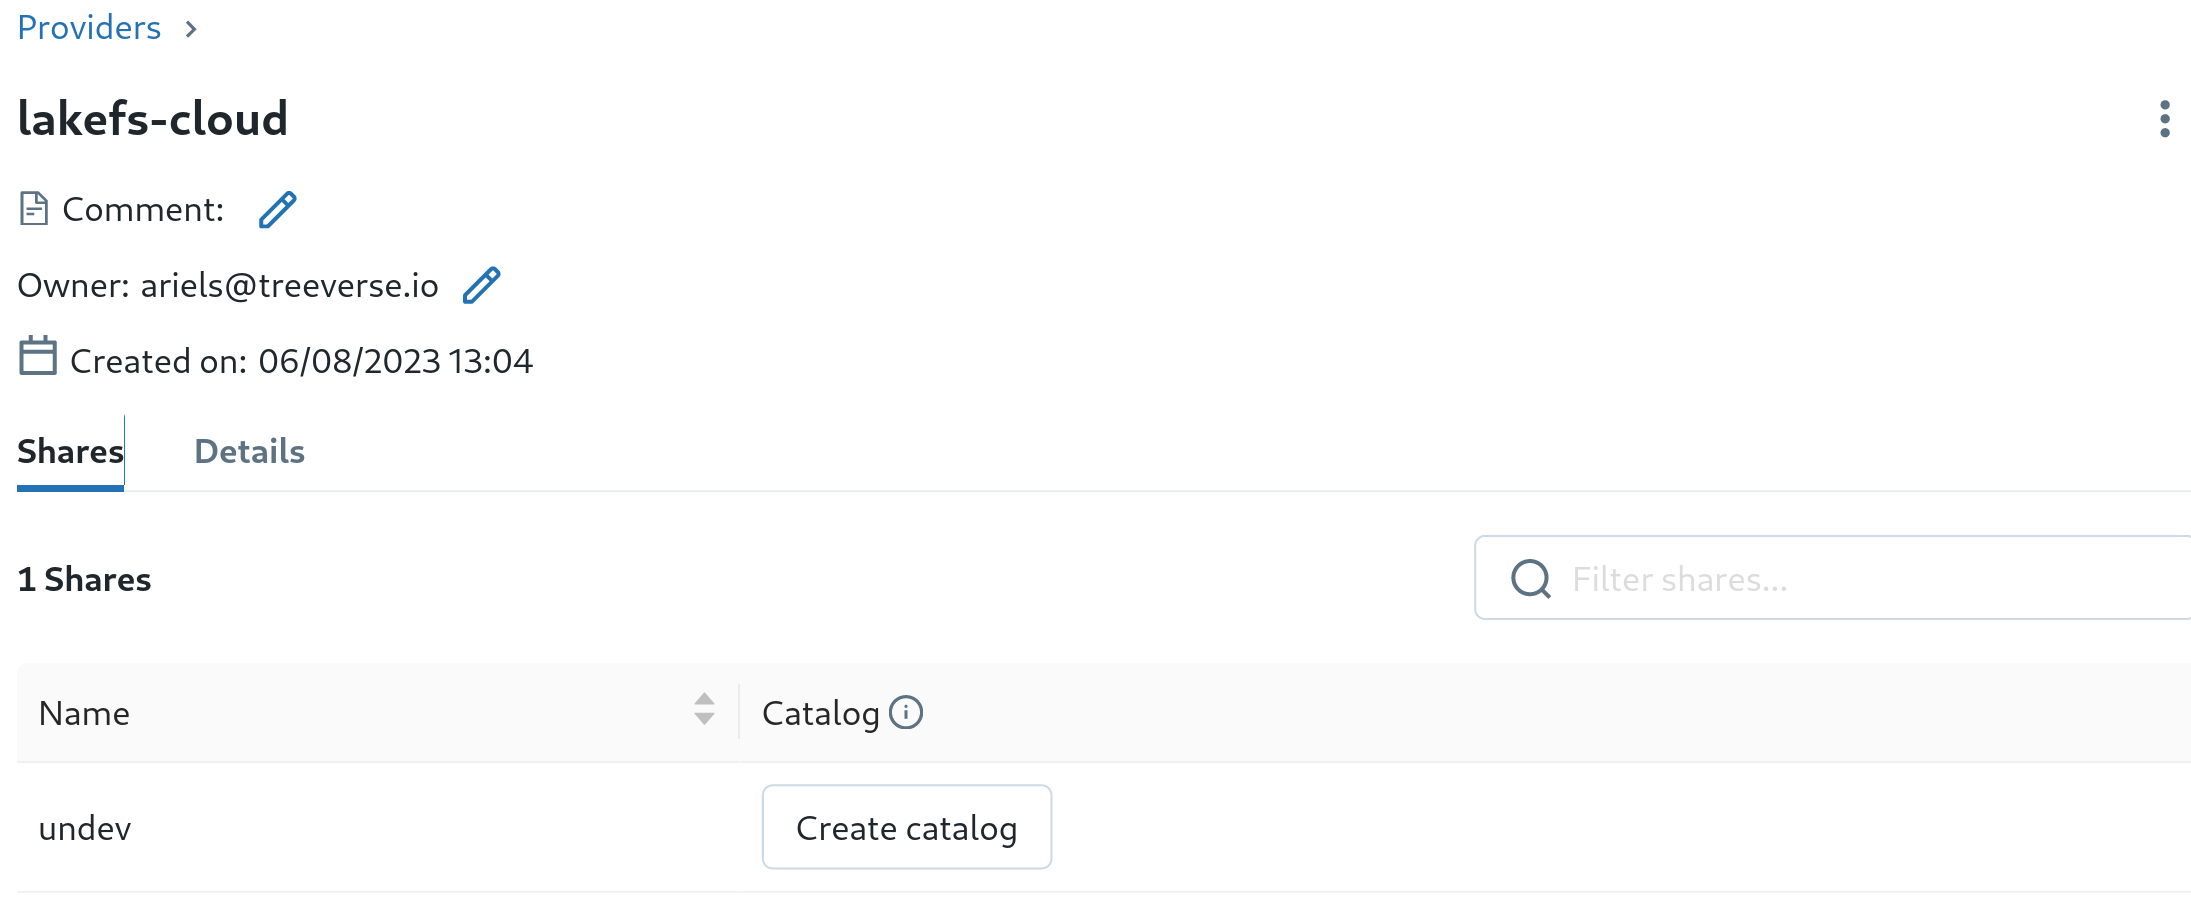 Providers >
lakefs-cloud
Comment:
Owner: ariels@treeverse.io
Created on: 06/08/2023 13:04
Shares Details
1 Shares
Filter shares...
Name Catalog
undev Create catalog